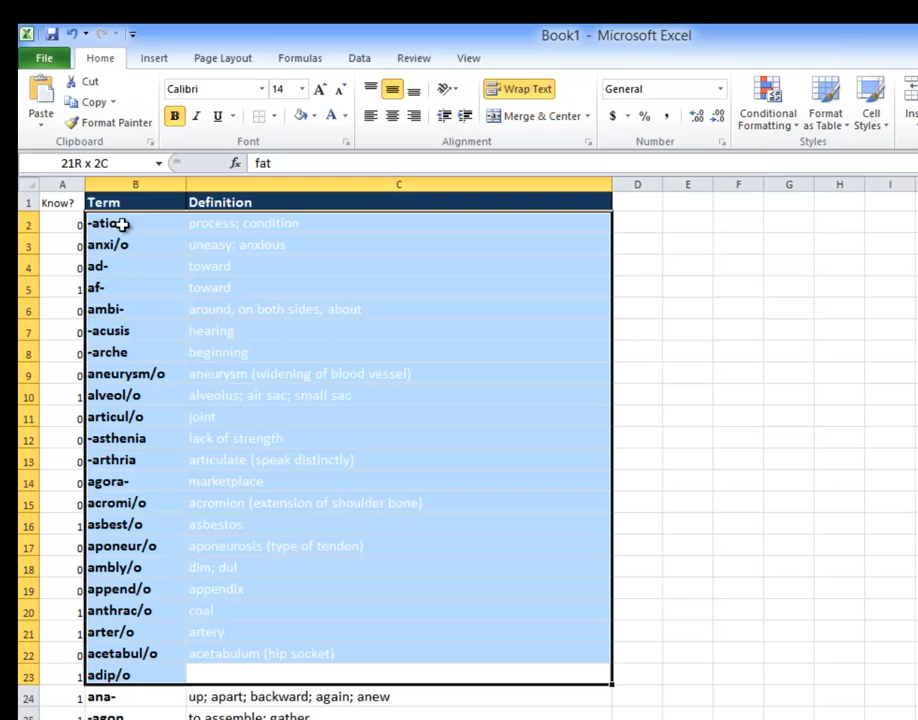 Book1 - Microsoft Excel
File Home Insert Page Layout Formulas Data Review View
Cut
Copy
Format Painter
Paste
Clipboard
Calibri 14 A A
B I U A
Font
Wrap Text
Merge & Center
Alignment
General
$ % , .00 .0
Number
Conditional Formatting
Format as Table
Cell Styles
Styles
21R x 2C fx fat
A B C D E F G H I
1 Know? Term Definition
2 0 process; condition
3 0 anxi/o uneasy; anxious
4 0 ad- toward
5 1 af- toward
6 0 ambi- around, on both sides, about
7 0 -acusis hearing
8 0 -arche beginning
9 0 aneurysm/o aneurysm (widening of blood vessel)
10 1 alveol/o alveolus; air sac; small sac
11 0 articul/o joint
12 0 -asthenia lack of strength
13 0 -arthria articulate (speak distinctly)
14 0 agora- marketplace
15 0 acromi/o acromion (extension of shoulder bone)
16 1 asbest/o asbestos
17 0 aponeur/o aponeurosis (type of tendon)
18 0 ambly/o dim; dul
19 0 append/o appendix
20 1 anthrac/o coal
21 1 arter/o artery
22 0 acetabul/o acetabulum (hip socket)
23 1 adip/o
24 1 ana- up; apart; backward; again; anew
-agon to assemble; gather